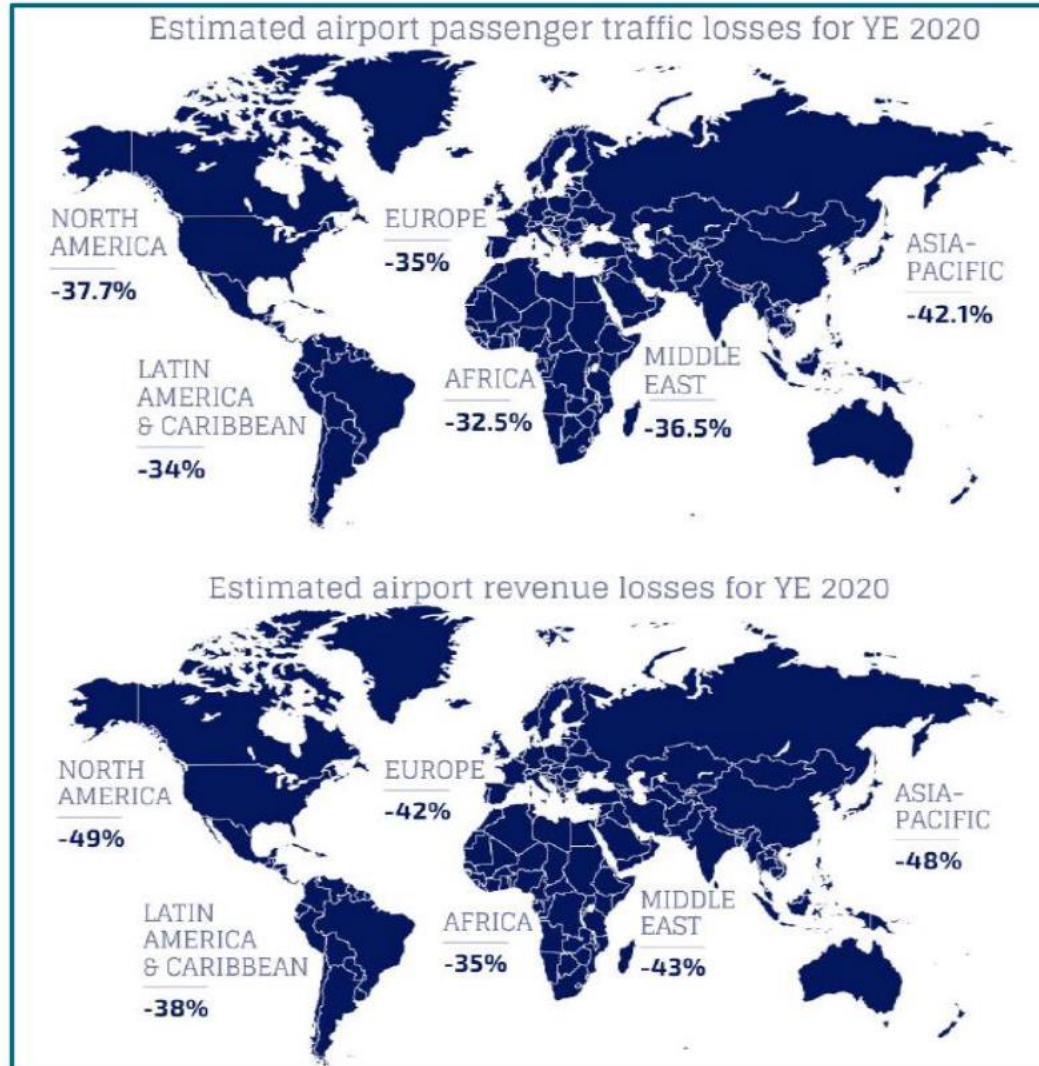 Estimated airport passenger traffic losses for YE 2020
NORTH
AMERICA
-37.7%
EUROPE
-35%
ASIA-
PACIFIC
-42.1%
LATIN
AMERICA
& CARIBBEAN
-34%
AFRICA
-32.5%
MIDDLE
EAST
-36.5%
Estimated airport revenue losses for YE 2020
NORTH
AMERICA
-49%
EUROPE
-42%
ASIA-
PACIFIC
-48%
LATIN
AMERICA
& CARIBBEAN
-38%
AFRICA
-35%
MIDDLE
EAST
-43%